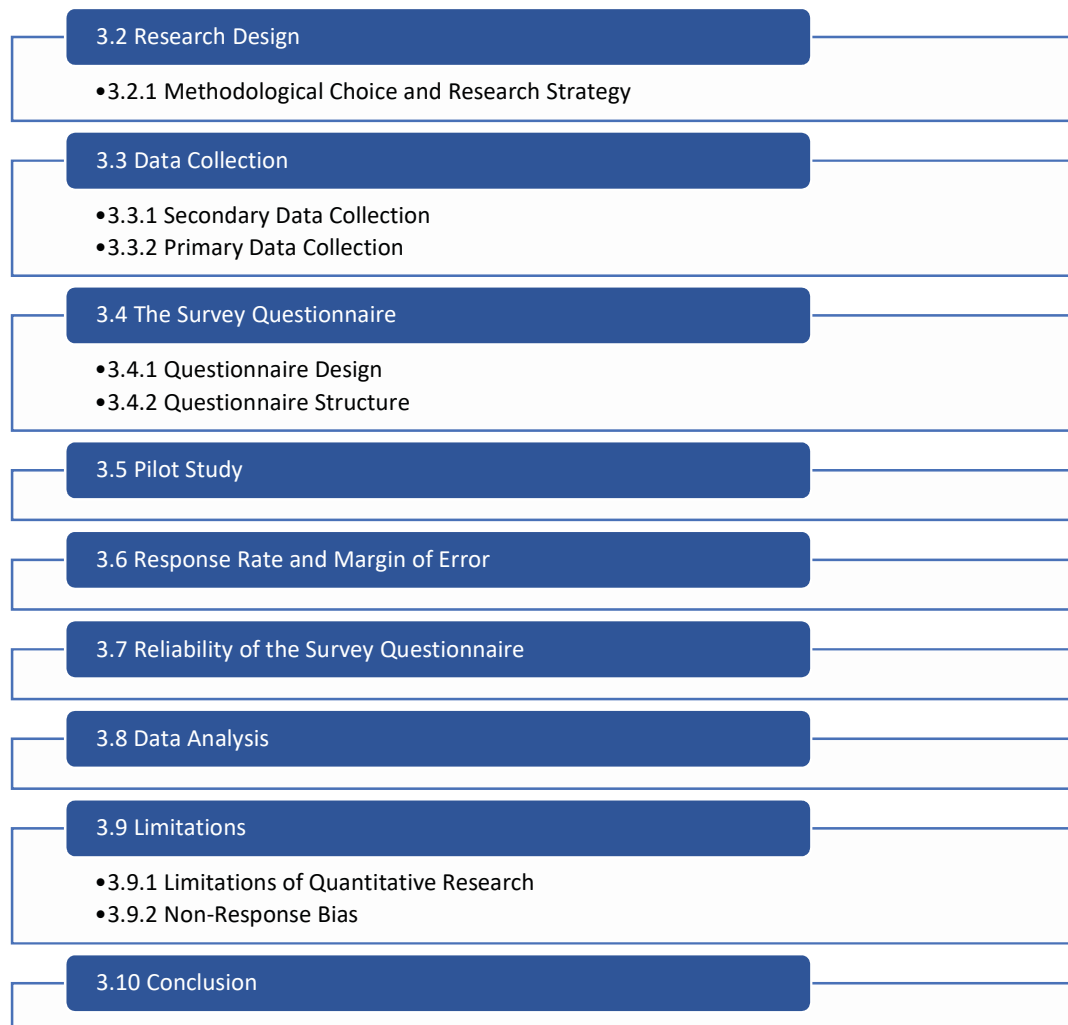 3.2 Research Design
•3.2.1 Methodological Choice and Research Strategy
3.3 Data Collection
•3.3.1 Secondary Data Collection
•3.3.2 Primary Data Collection
3.4 The Survey Questionnaire
•3.4.1 Questionnaire Design
•3.4.2 Questionnaire Structure
3.5 Pilot Study
3.6 Response Rate and Margin of Error
3.7 Reliability of the Survey Questionnaire
3.8 Data Analysis
3.9 Limitations
•3.9.1 Limitations of Quantitative Research
•3.9.2 Non-Response Bias
3.10 Conclusion